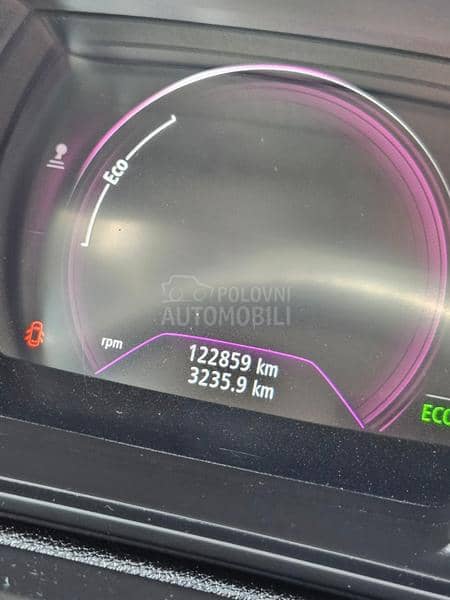 Eco
POLOVNI
AUTOMOBILI
rpm
122859 km
3235.9 km
ECO